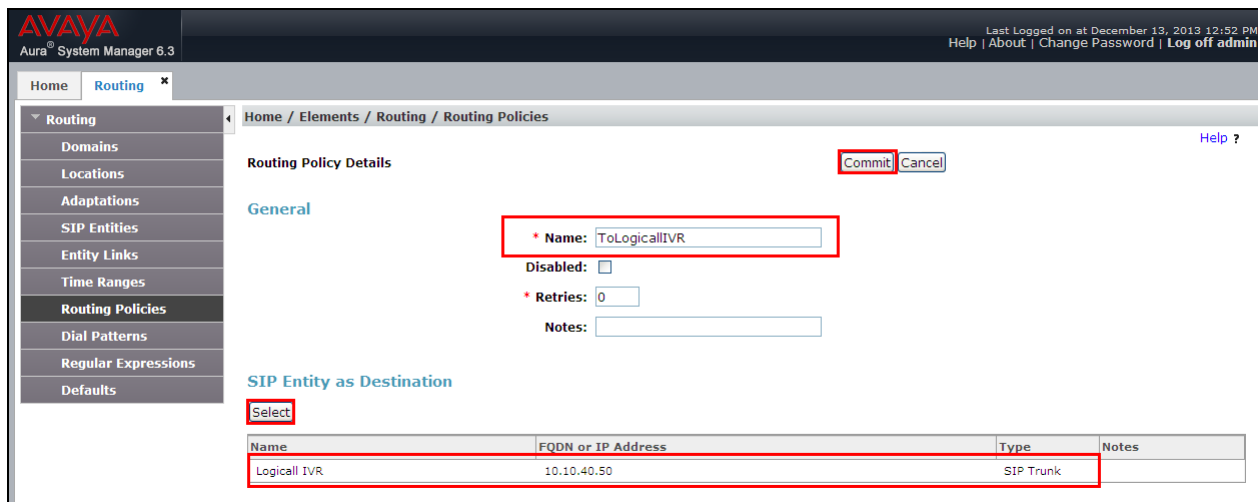 AVAYA
Aura® System Manager 6.3
Last Logged on at December 13, 2013 12:52 PM
Help | About | Change Password | Log off admin
Home
Routing ×
Routing
Domains
Locations
Adaptations
SIP Entities
Entity Links
Time Ranges
Routing Policies
Dial Patterns
Regular Expressions
Defaults
Home / Elements / Routing / Routing Policies
Help ?
Routing Policy Details
Commit Cancel
General
* Name: ToLogicallIVR
Disabled:
* Retries: 0
Notes:
SIP Entity as Destination
Select
Name FQDN or IP Address Type Notes
Logicall IVR 10.10.40.50 SIP Trunk